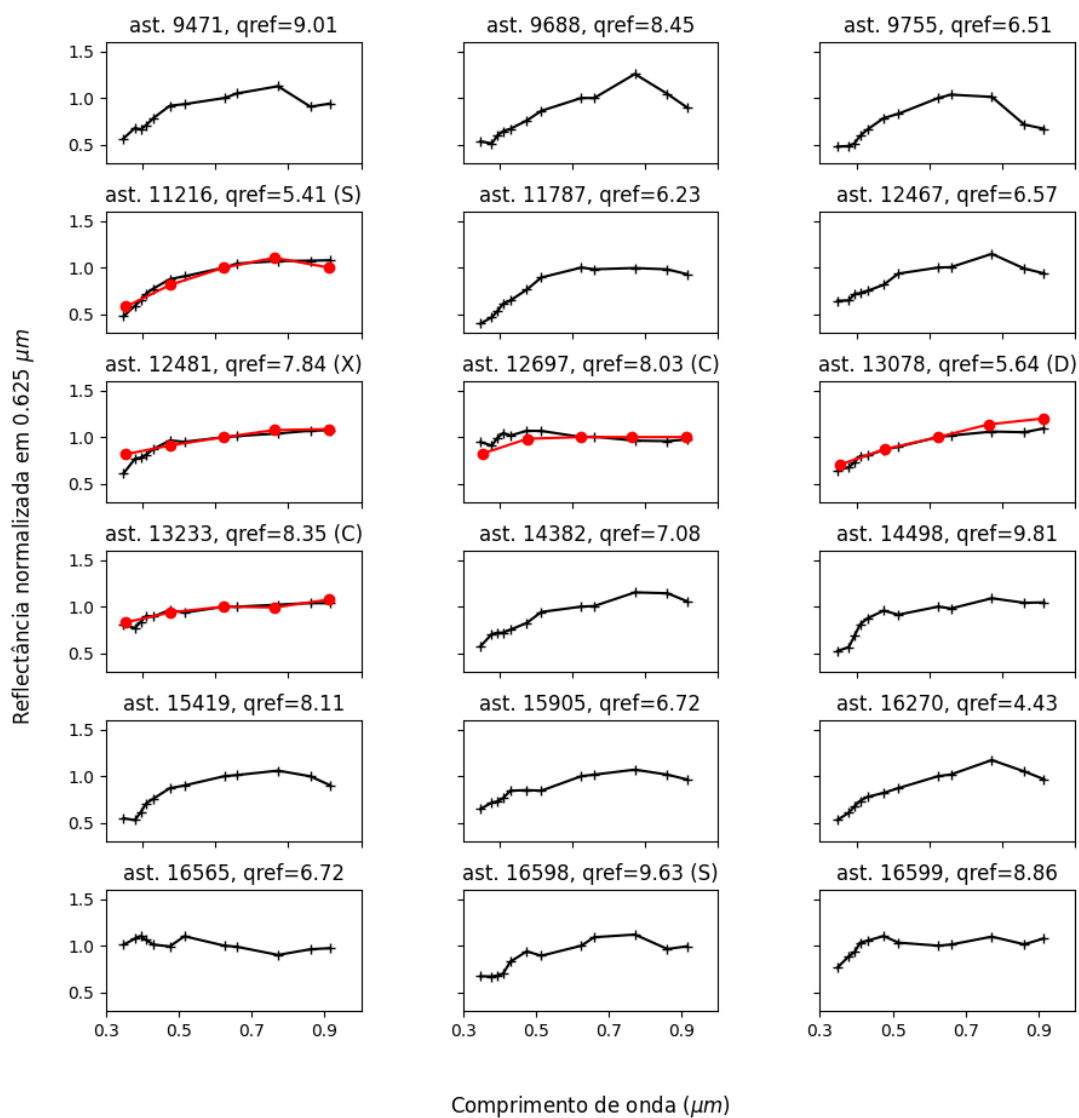 ast. 9471, qref=9.01
ast. 9688, qref=8.45
ast. 9755, qref=6.51
1.5
1.0
0.5
ast. 11216, qref=5.41 (S)
ast. 11787, qref=6.23
ast. 12467, qref=6.57
1.5
1.0
0.5
ast. 12481, qref=7.84 (X)
ast. 12697, qref=8.03 (C)
ast. 13078, qref=5.64 (D)
1.5
1.0
0.5
ast. 13233, qref=8.35 (C)
ast. 14382, qref=7.08
ast. 14498, qref=9.81
1.5
1.0
0.5
ast. 15419, qref=8.11
ast. 15905, qref=6.72
ast. 16270, qref=4.43
1.5
1.0
0.5
ast. 16565, qref=6.72
ast. 16598, qref=9.63 (S)
ast. 16599, qref=8.86
1.5
1.0
0.5
0.3 0.5 0.7 0.9
0.3 0.5 0.7 0.9
0.3 0.5 0.7 0.9
Reflectância normalizada em 0.625 μm
Comprimento de onda (μm)